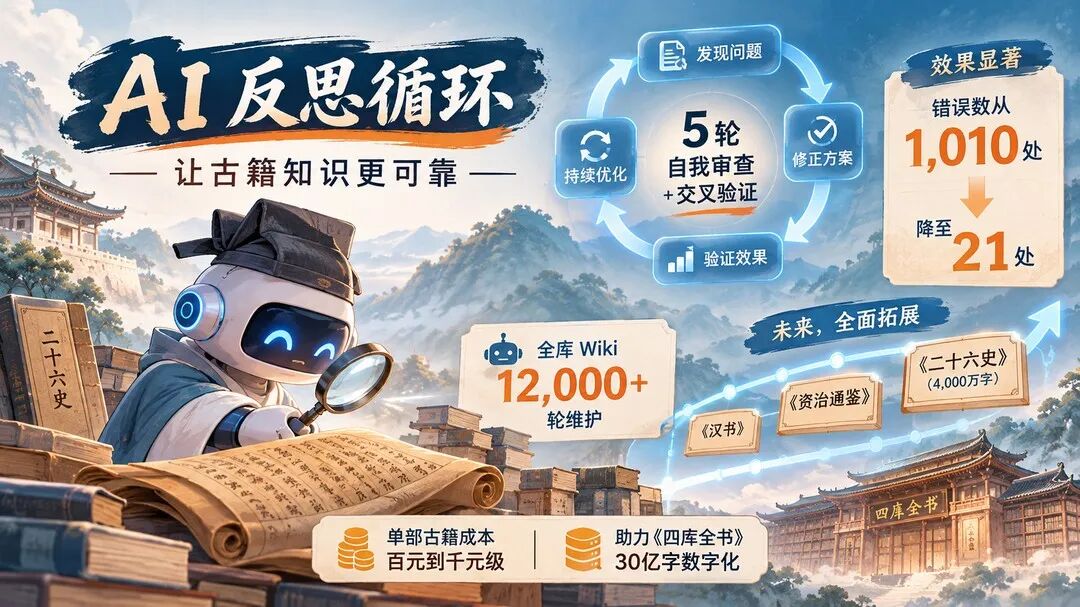 AI 反思循环
让古籍知识更可靠
发现问题
修正方案
验证效果
持续优化
5轮
自我审查
+交叉验证
效果显著
错误数从
1,010处
降至
21处
二十六史
全库 Wiki
12,000+
轮维护
未来，全面拓展
《汉书》
《资治通鉴》
《二十六史》
（4,000万字）
四库全书
单部古籍成本
百元到千元级
助力《四库全书》
30亿字数字化